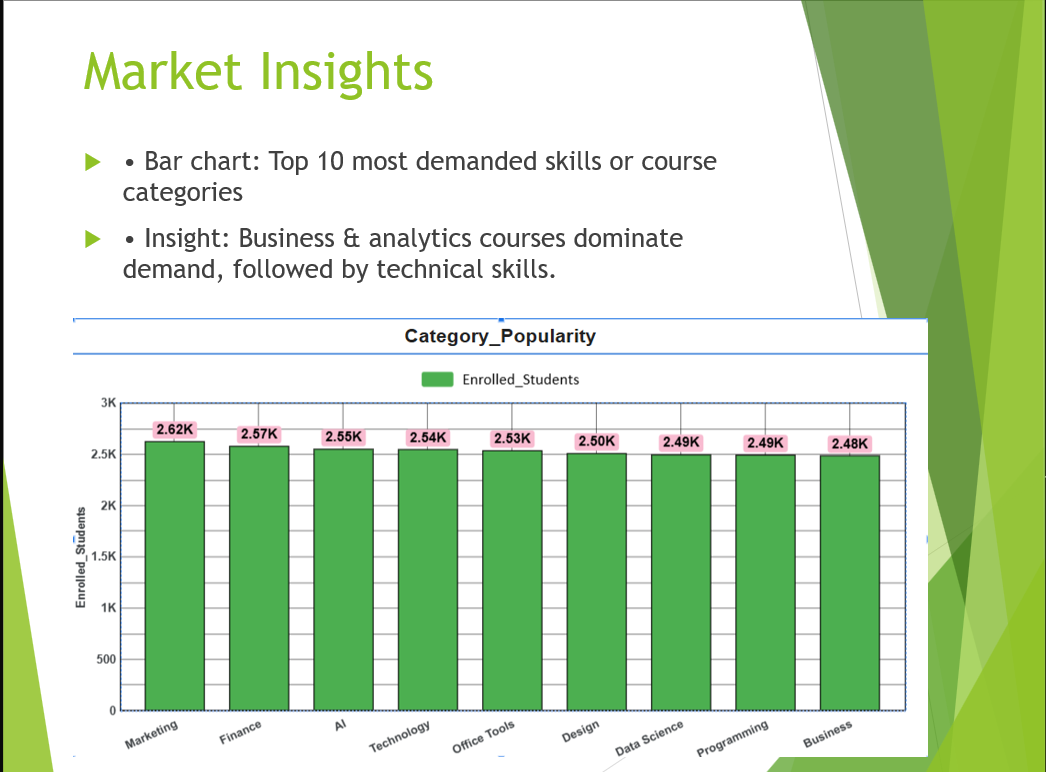 Market Insights
• Bar chart: Top 10 most demanded skills or course
categories
• Insight: Business & analytics courses dominate
demand, followed by technical skills.
Category_Popularity
Enrolled_Students
3K
2.5K
2K
1.5K
1K
500
0
Enrolled_Students
2.62K
2.57K
2.55K
2.54K
2.53K
2.50K
2.49K
2.49K
2.48K
Marketing
Finance
AI
Technology
Office Tools
Design
Data Science
Programming
Business